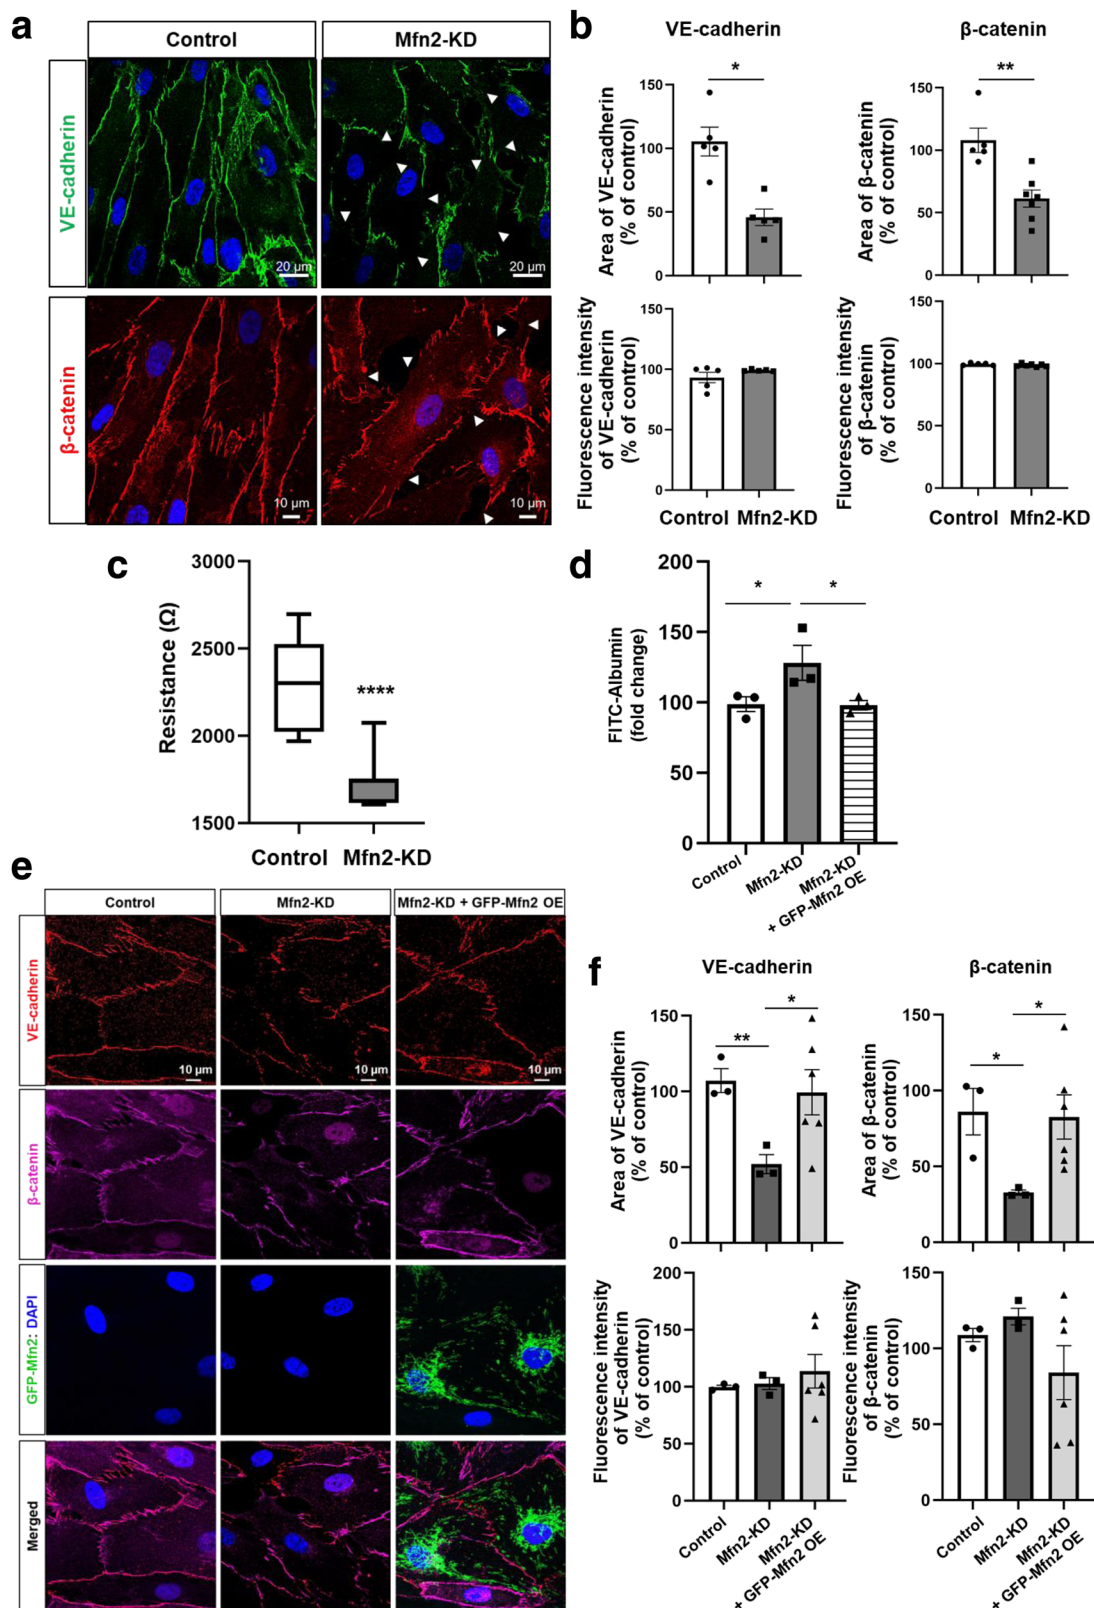 a
Control
Mfn2-KD
VE-cadherin
20 µm
20 µm
β-catenin
10 µm
10 µm
b
VE-cadherin
β-catenin
Area of VE-cadherin
(% of control)
150
100
50
0
*
Area of β-catenin
(% of control)
150
100
50
0
**
Fluorescence intensity
of VE-cadherin
(% of control)
150
100
50
0
Control Mfn2-KD
Fluorescence intensity
of β-catenin
(% of control)
150
100
50
0
Control Mfn2-KD
c
Resistance (Ω)
3000
2500
2000
1500
****
Control Mfn2-KD
d
FITC-Albumin
(fold change)
200
150
100
50
0
*
*
Control
Mfn2-KD
Mfn2-KD
+ GFP-Mfn2 OE
e
Control
Mfn2-KD
Mfn2-KD + GFP-Mfn2 OE
VE-cadherin
10 µm
10 µm
10 µm
β-catenin
GFP-Mfn2: DAPI
Merged
f
VE-cadherin
β-catenin
Area of VE-cadherin
(% of control)
150
100
50
0
**
*
Area of β-catenin
(% of control)
150
100
50
0
*
*
Fluorescence intensity
of VE-cadherin
(% of control)
200
150
100
50
0
Control
Mfn2-KD
Mfn2-KD
+ GFP-Mfn2 OE
Fluorescence intensity
of β-catenin
(% of control)
150
100
50
0
Control
Mfn2-KD
Mfn2-KD
+ GFP-Mfn2 OE